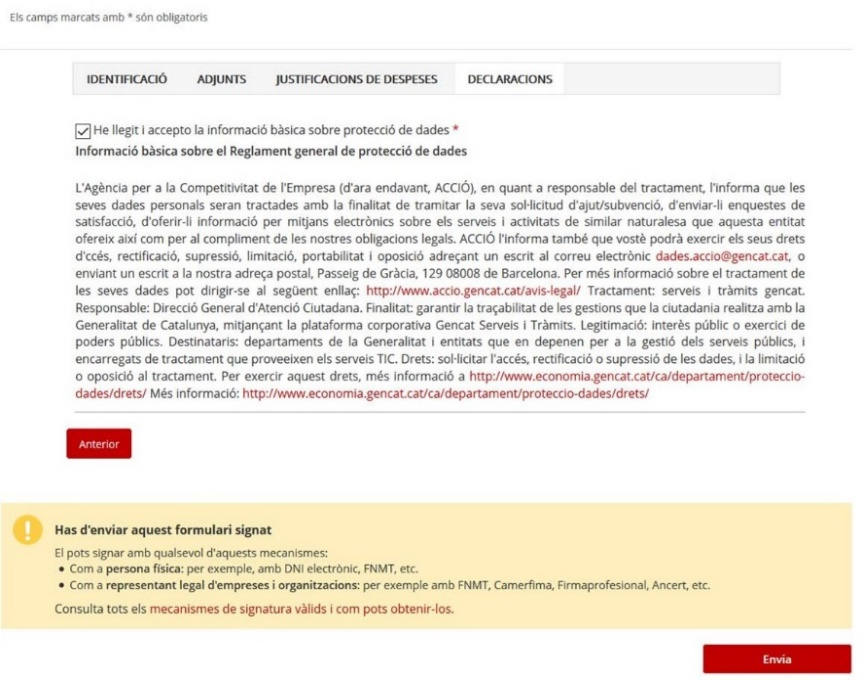 Els camps marcats amb * són obligatoris
IDENTIFICACIÓ ADJUNTS JUSTIFICACIONS DE DESPESES DECLARACIONS
He llegit i accepto la informació bàsica sobre protecció de dades *
Informació bàsica sobre el Reglament general de protecció de dades
L'Agència per a la Competitivitat de l'Empresa (d'ara endavant, ACCIÓ), en quant a responsable del tractament, l'informa que les
seves dades personals seran tractades amb la finalitat de tramitar la seva sol·licitud d'ajut/subvenció, d'enviar-li enquestes de
satisfacció, d'oferir-li informació per mitjans electrònics sobre els serveis i activitats de similar naturalesa que aquesta entitat
ofereix així com per al compliment de les nostres obligacions legals. ACCIÓ l'informa també que vostè podrà exercir els seus drets
d'ccés, rectificació, supressió, limitació, portabilitat i oposició adreçant un escrit al correu electrònic dades.accio@gencat.cat, o
enviant un escrit a la nostra adreça postal, Passeig de Gràcia, 129 08008 de Barcelona. Per més informació sobre el tractament de
les seves dades pot dirigir-se al següent enllaç: http://www.accio.gencat.cat/avis-legal/ Tractament: serveis i tràmits gencat.
Responsable: Direcció General d'Atenció Ciutadana. Finalitat: garantir la traçabilitat de les gestions que la ciutadania realitza amb la
Generalitat de Catalunya, mitjançant la plataforma corporativa Gencat Serveis i Tràmits. Legitimació: interès públic o exercici de
poders públics. Destinataris: departaments de la Generalitat i entitats que en depenen per a la gestió dels serveis públics, i
encarregats de tractament que proveeixen els serveis TIC. Drets: sol·licitar l'accés, rectificació o supressió de les dades, i la limitació
o oposició al tractament. Per exercir aquest drets, més informació a http://www.economia.gencat.cat/ca/departament/proteccio-
dades/drets/ Més informació: http://www.economia.gencat.cat/ca/departament/proteccio-dades/drets/
Anterior
Has d'enviar aquest formulari signat
El pots signar amb qualsevol d'aquests mecanismes:
• Com a persona física: per exemple, amb DNI electrònic, FNMT, etc.
• Com a representant legal d'empreses i organitzacions: per exemple amb FNMT, Camerfima, Firmaprofesional, Ancert, etc.
Consulta tots els mecanismes de signatura vàlids i com pots obtenir-los.
Envia